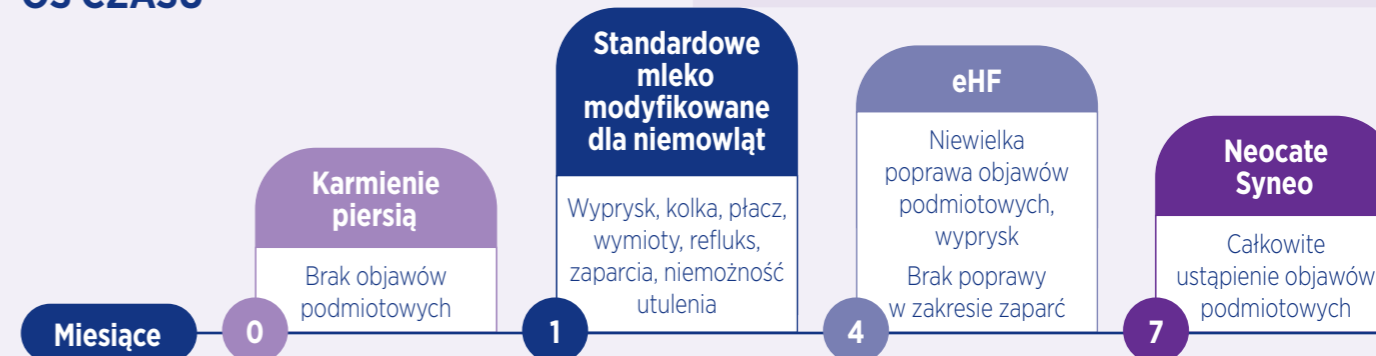 OŚ CZASU
Standardowe
mleko
modyfikowane
dla niemowląt
Wyprysk, kolka, płacz,
wymioty, refluks,
zaparcia, niemożność
utulenia
eHF
Niewielka
poprawa objawów
podmiotowych,
wyprysk
Brak poprawy
w zakresie zaparć
Neocate
Syneo
Całkowite
ustąpienie objawów
podmiotowych
Karmienie
piersią
Brak objawów
podmiotowych
Miesiące
0
1
4
7